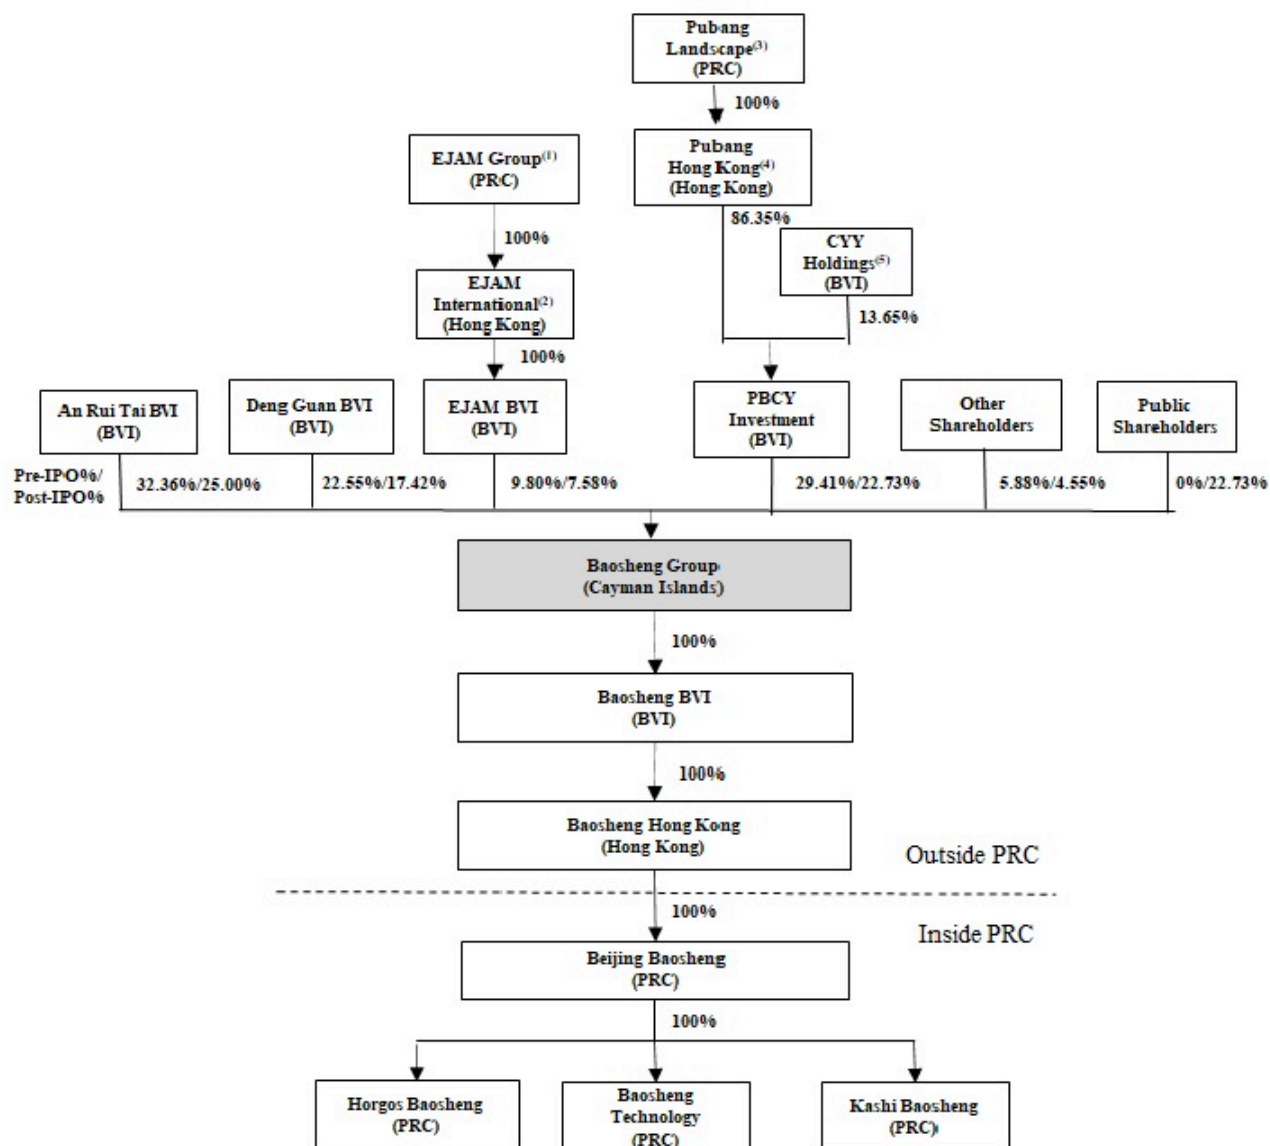 Pubang
Landscape(3)
(PRC)
100%
Pubang
Hong Kong(4)
(Hong Kong)
EJAM Group(1)
(PRC)
86.35%
CYY
Holdings(5)
(BVI)
100%
EJAM
International(2)
(Hong Kong)
13.65%
100%
An Rui Tai BVI
(BVI)
Deng Guan BVI
(BVI)
EJAM BVI
(BVI)
PBCY
Investment
(BVI)
Other
Shareholders
Public
Shareholders
Pre-IPO%/
Post-IPO%
32.36%/25.00%
22.55%/17.42%
9.80%/7.58%
29.41%/22.73%
5.88%/4.55%
0%/22.73%
Baosheng Group
(Cayman Islands)
100%
Baosheng BVI
(BVI)
100%
Baosheng Hong Kong
(Hong Kong)
Outside PRC
100%
Inside PRC
Beijing Baosheng
(PRC)
100%
Horgos Baosheng
(PRC)
Baosheng
Technology
(PRC)
Kashi Baosheng
(PRC)